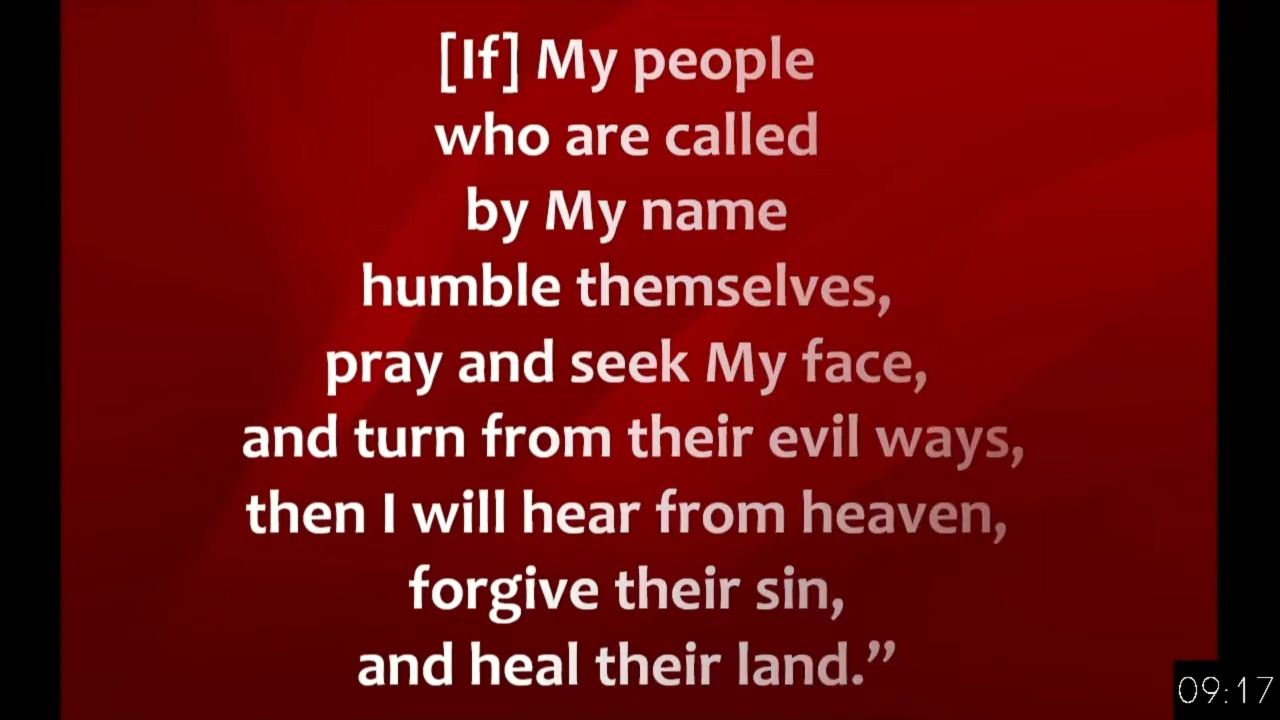 [If] My people
who are called
by My name
humble themselves,
pray and seek My face,
and turn from their evil ways,
then I will hear from heaven,
forgive their sin,
and heal their land.”
09:17